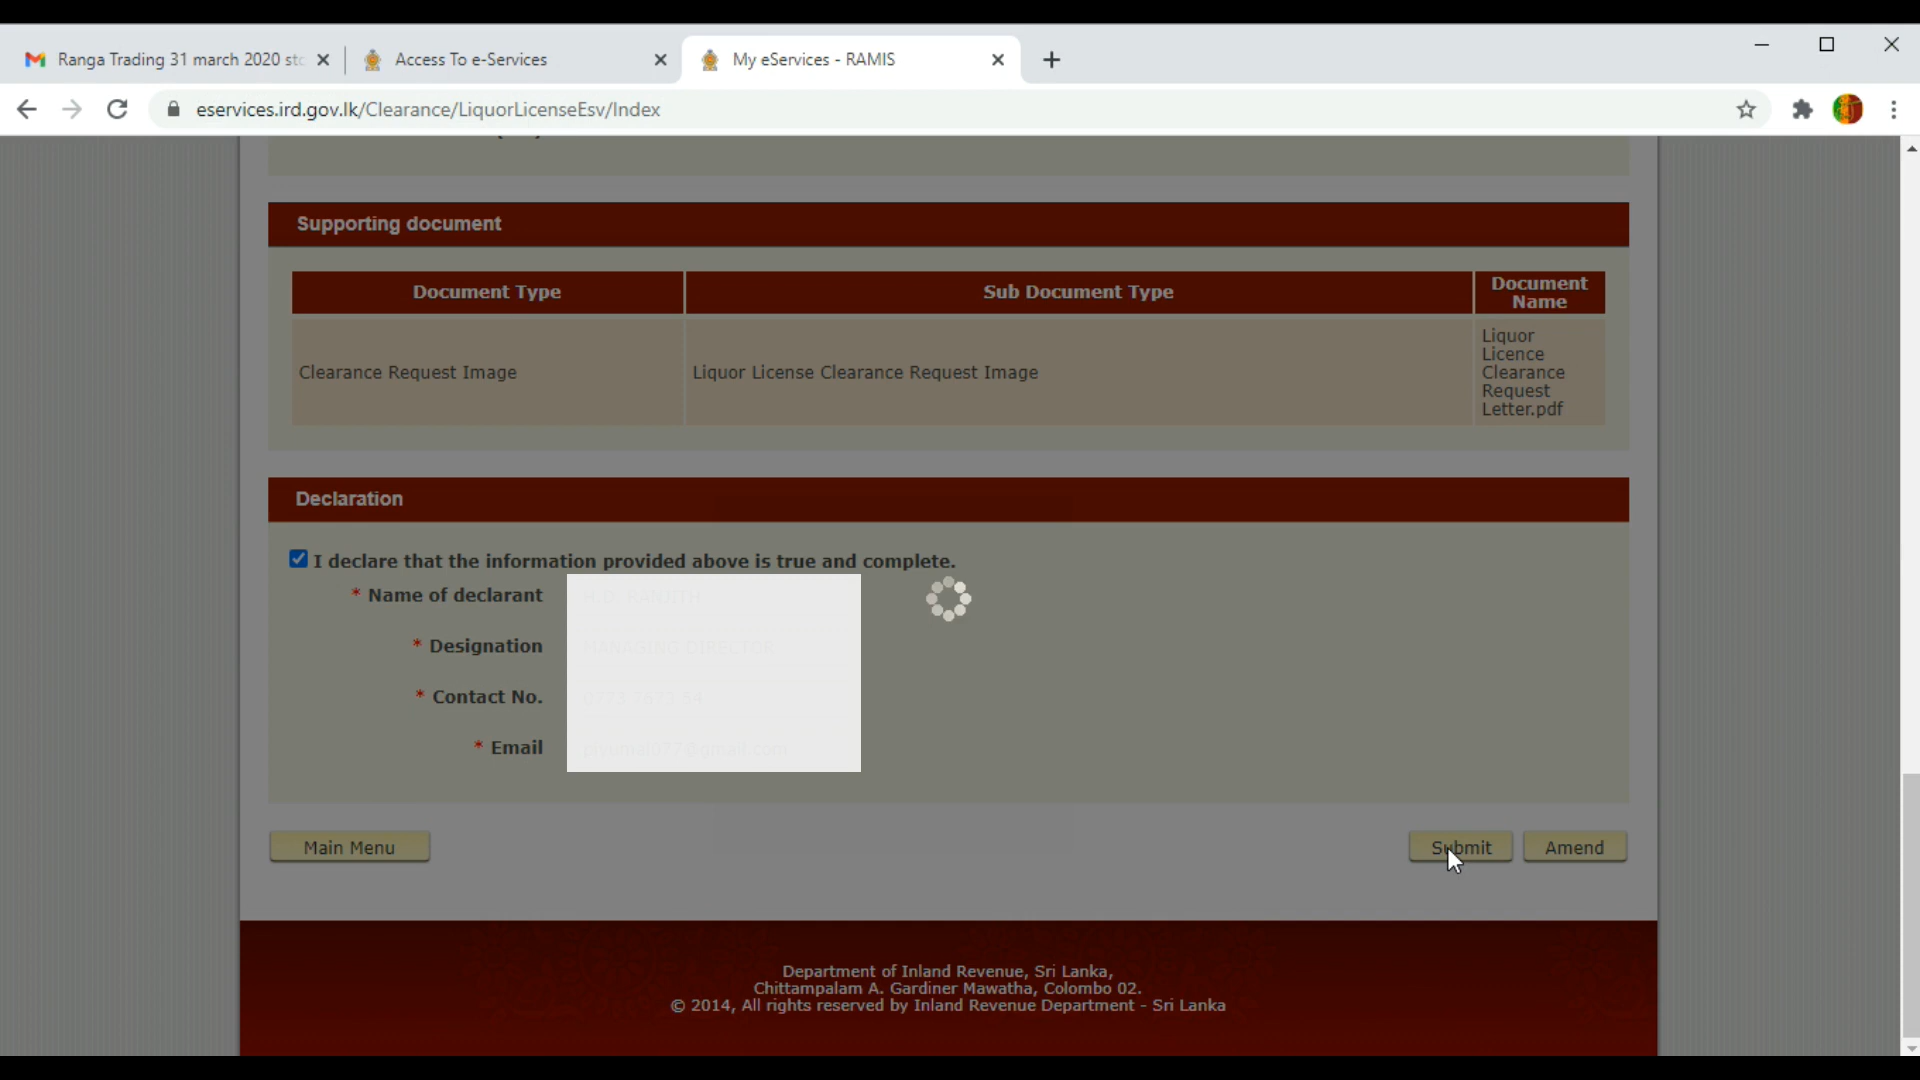 Ranga Trading 31 march 2020 sto
Access To e-Services
My eServices - RAMIS
eservices.ird.gov.lk/Clearance/LiquorLicenseEsv/Index
Supporting document
Document Type
Sub Document Type
Document
Name
Clearance Request Image
Liquor License Clearance Request Image
Liquor
Licence
Clearance
Request
Letter.pdf
Declaration
I declare that the information provided above is true and complete.
* Name of declarant
* Designation
MANAGING DIRECTOR
* Contact No.
* Email
Main Menu
Submit
Amend
Department of Inland Revenue, Sri Lanka,
Chittampalam A. Gardiner Mawatha, Colombo 02.
© 2014, All rights reserved by Inland Revenue Department - Sri Lanka